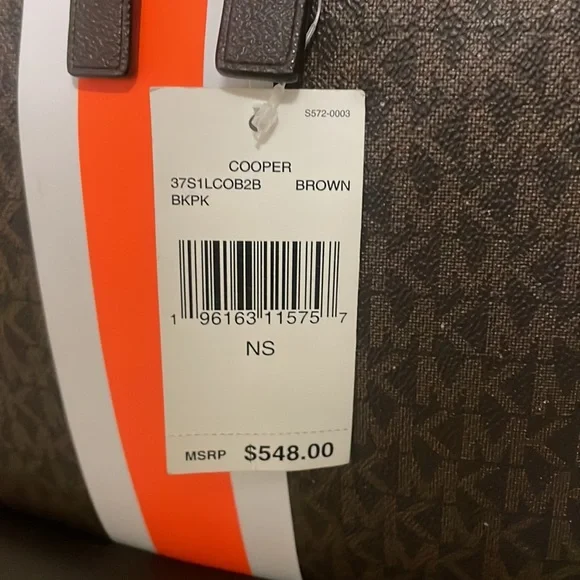 S572-0003
COOPER
37S1LCOB2B BROWN
BKPK
1 96163 11575 7
NS
MSRP $548.00